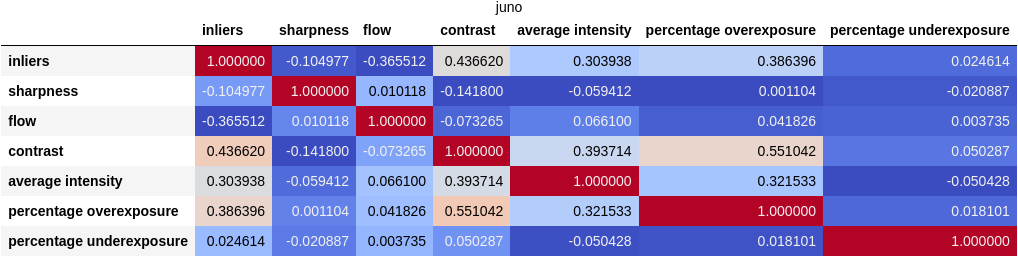 juno
inliers sharpness flow contrast average intensity percentage overexposure percentage underexposure
inliers 1.000000 -0.104977 -0.365512 0.436620 0.303938 0.386396 0.024614
sharpness -0.104977 1.000000 0.010118 -0.141800 -0.059412 0.001104 -0.020887
flow -0.365512 0.010118 1.000000 -0.073265 0.066100 0.041826 0.003735
contrast 0.436620 -0.141800 -0.073265 1.000000 0.393714 0.551042 0.050287
average intensity 0.303938 -0.059412 0.066100 0.393714 1.000000 0.321533 -0.050428
percentage overexposure 0.386396 0.001104 0.041826 0.551042 0.321533 1.000000 0.018101
percentage underexposure 0.024614 -0.020887 0.003735 0.050287 -0.050428 0.018101 1.000000